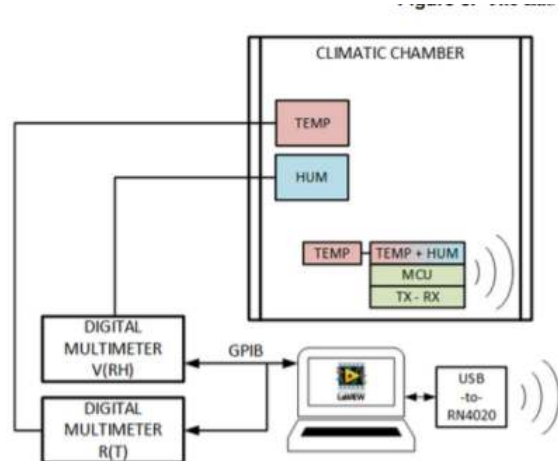 CLIMATIC CHAMBER
TEMP
HUM
TEMP
TEMP + HUM
MCU
TX - RX
DIGITAL
MULTIMETER
V(RH)
GPIB
DIGITAL
MULTIMETER
R(T)
LabVIEW
USB
-to-
RN4020